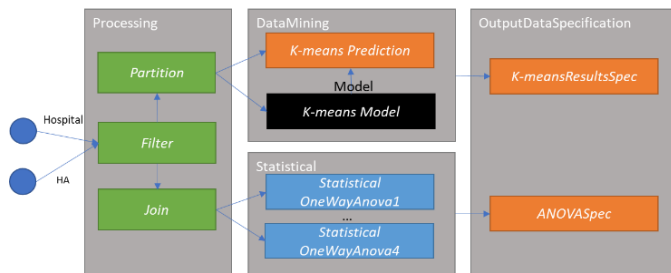 Processing
DataMining
OutputDataSpecification
Partition
K-means Prediction
Model
K-means Model
K-meansResultsSpec
Hospital
Filter
HA
Join
Statistical
Statistical
OneWayAnova1
...
Statistical
OneWayAnova4
ANOVASpec